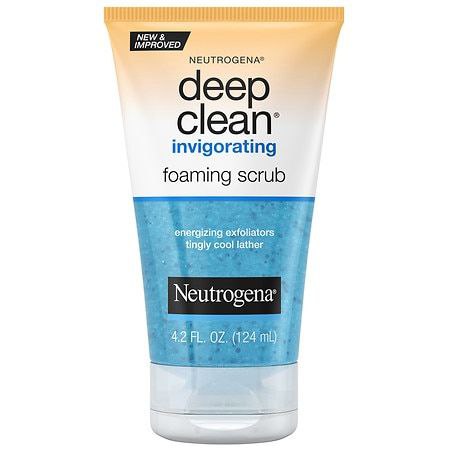 NEW &
IMPROVED
NEUTROGENA®
deep
clean®
invigorating
foaming scrub
energizing exfoliators
tingly cool lather
Neutrogena®
4.2 FL. OZ. (124 mL)